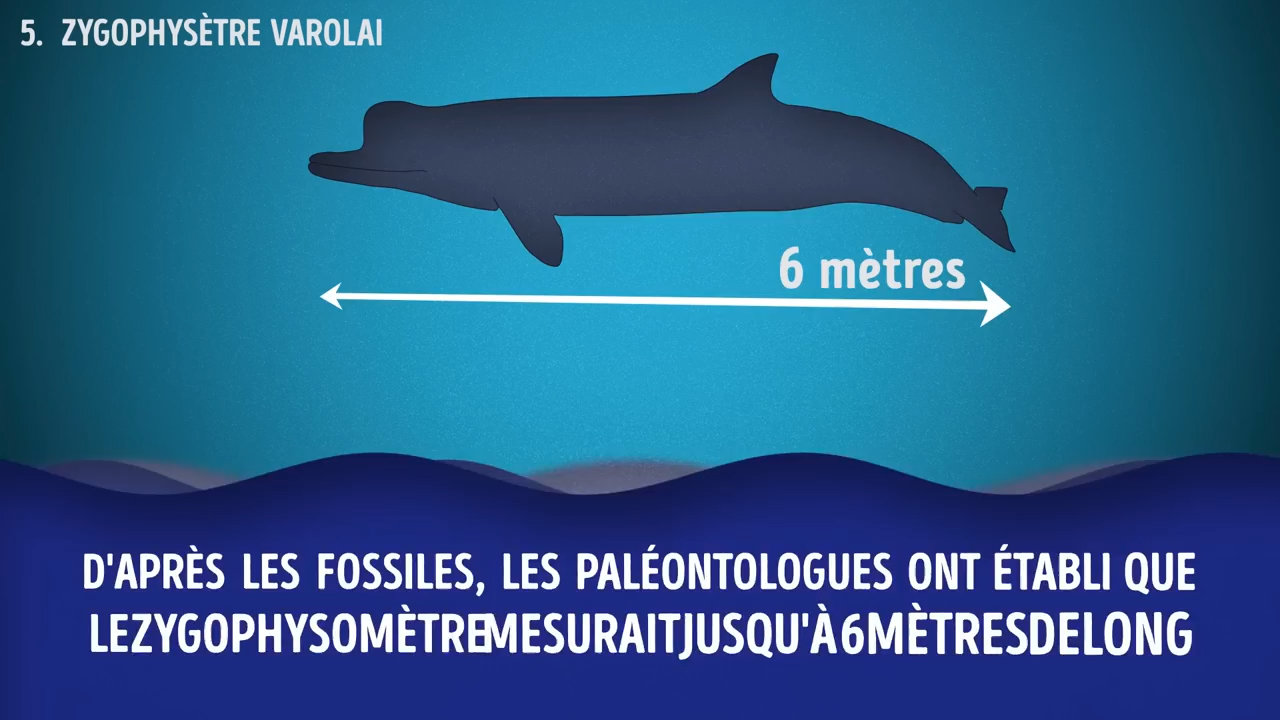 5. ZYGOPHYSÈTRE VAROLAI
6 mètres
D'APRÈS LES FOSSILES, LES PALÉONTOLOGUES ONT ÉTABLI QUE
LEZYGOPHYSOMÈTREMESURAITJUSQU'À6MÈTRESDELONG